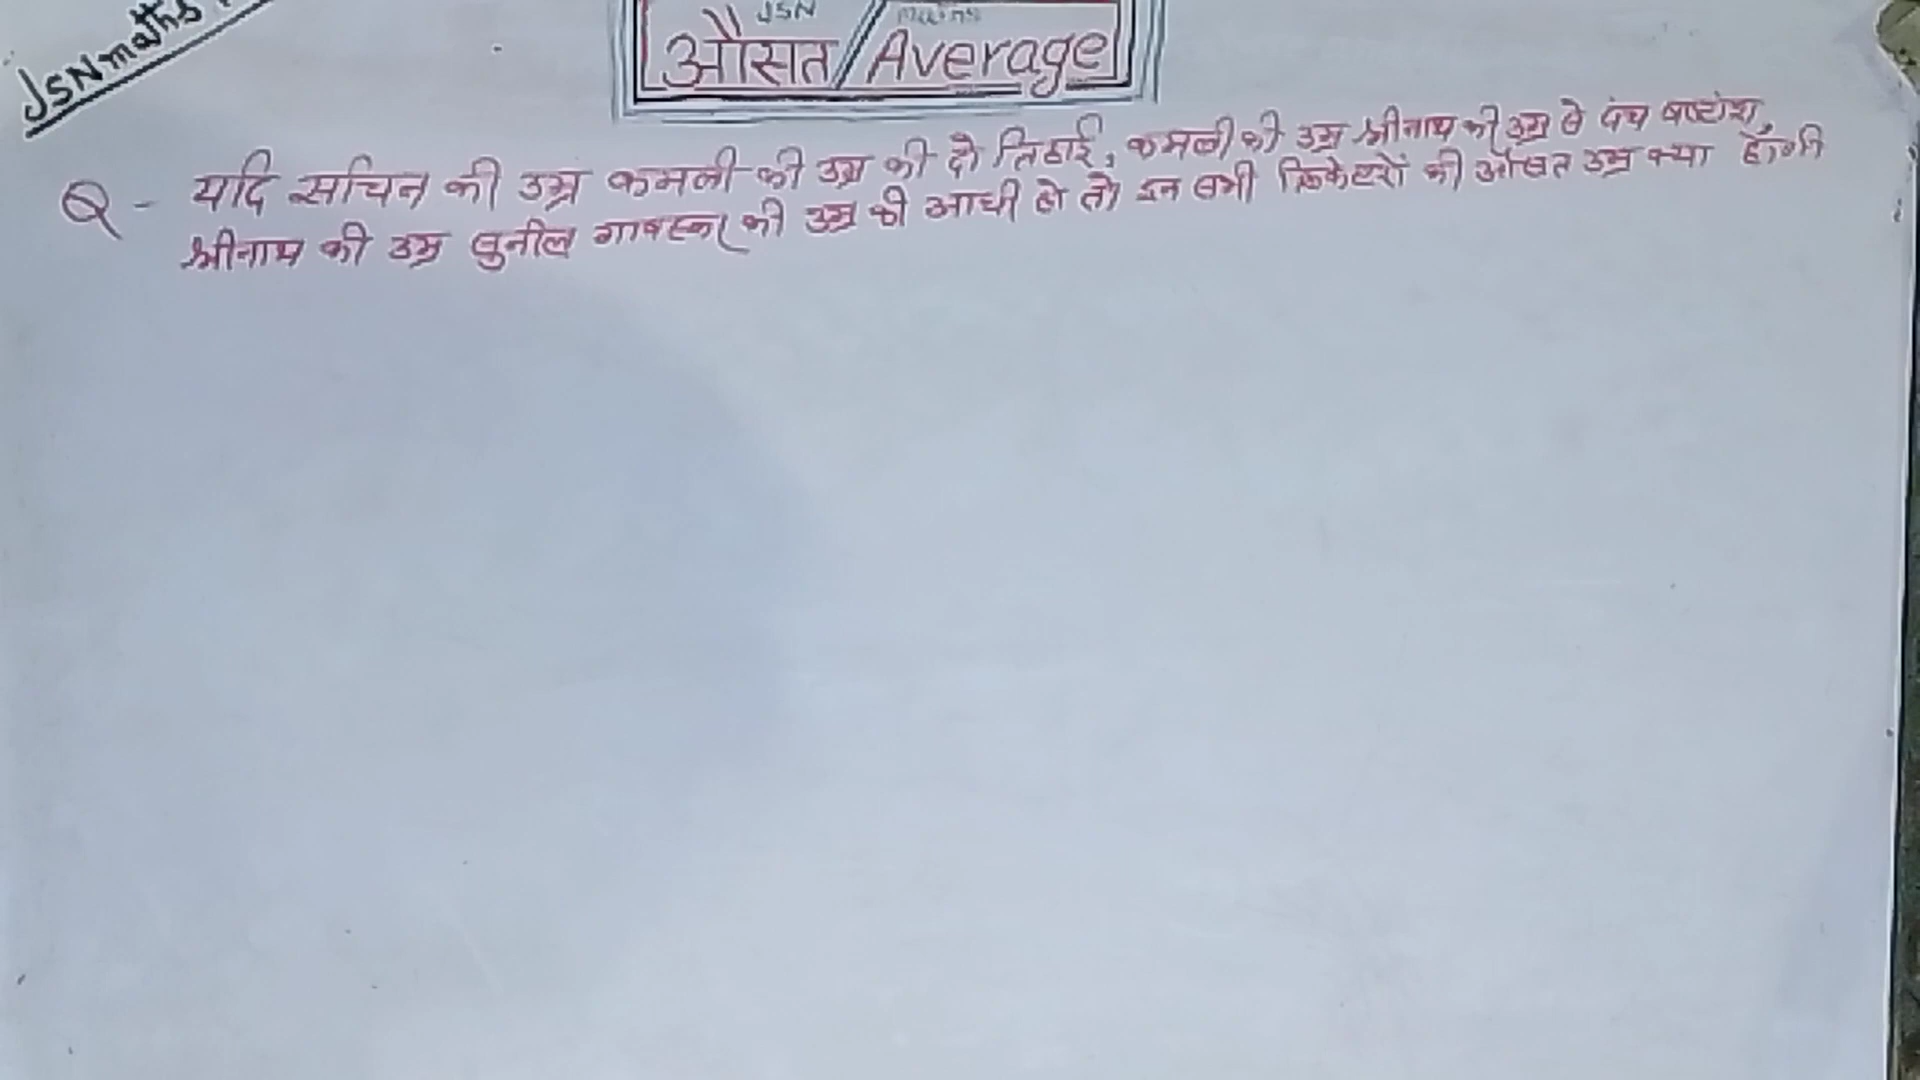 JSNmaths
JSN maths
औसत/Average
Q - यदि सचिन की उम्र कमली की उम्र की दो तिहाई, कमली की उम्र श्रीनाथ की उम्र के पंच षष्टांश,
श्रीनाथ की उम्र सुनील गावस्कर की उम्र की आधी हो तो इन सभी क्रिकेटरों की औसत उम्र क्या होगी